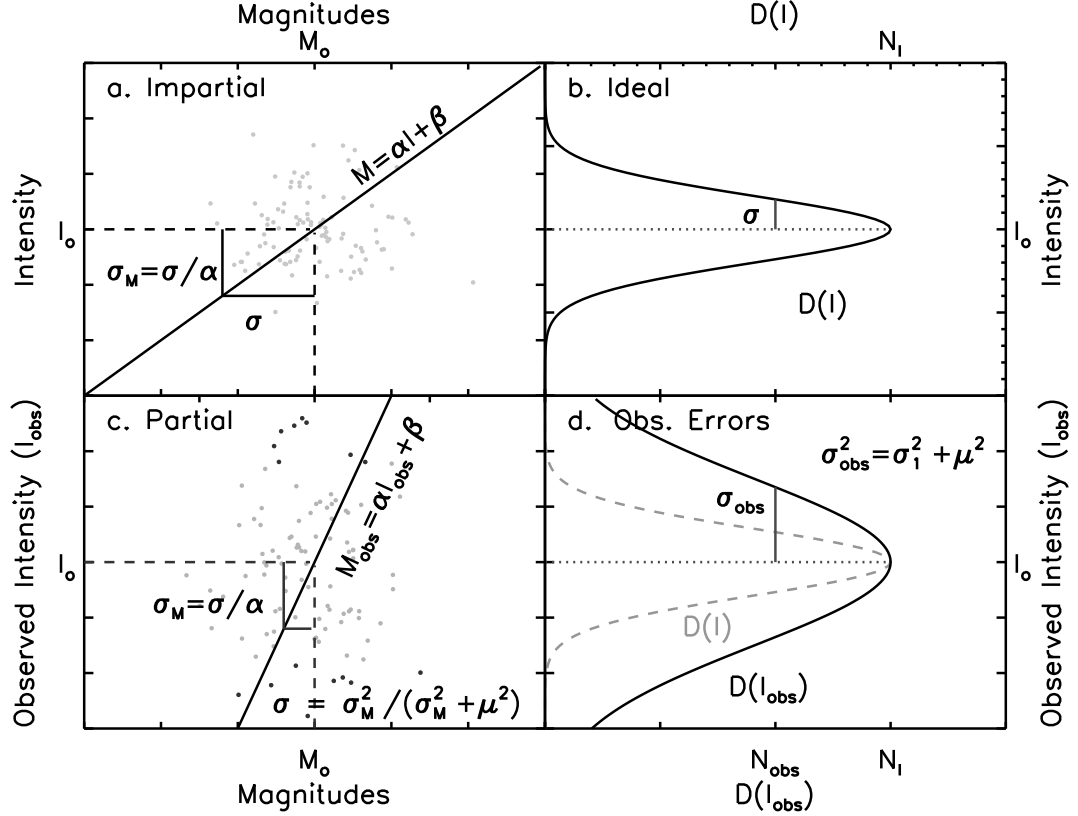 Magnitudes
M₀
D(I)
N_I
a. Impartial
M=αI+β
Intensity
I₀
σ_M=σ/α
σ
b. Ideal
σ
D(I)
I₀
Intensity
c. Partial
M_obs=αI_obs+β
Observed Intensity (I_obs)
I₀
σ_M=σ/α
σ = σ²_M/(σ²_M+μ²)
M₀
Magnitudes
d. Obs. Errors
σ²_obs=σ²_1+μ²
σ_obs
D(I)
D(I_obs)
I₀
Observed Intensity (I_obs)
N_obs
N_I
D(I_obs)